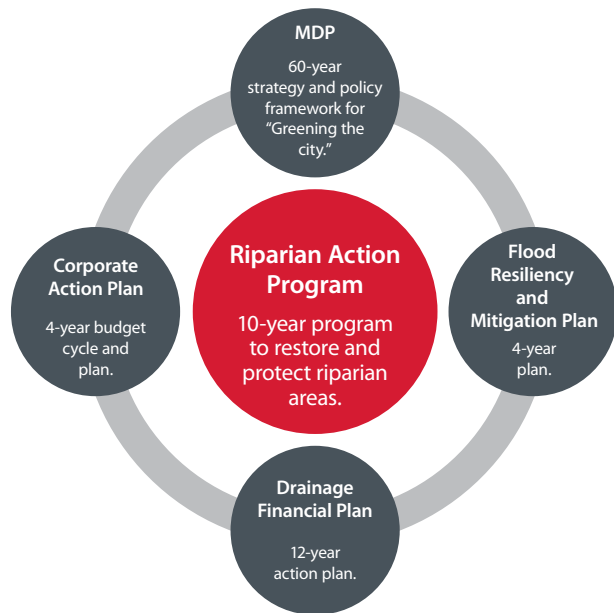 MDP
60-year
strategy and policy
framework for
“Greening the
city.”
Corporate
Action Plan
4-year budget
cycle and
plan.
Riparian Action
Program
10-year program
to restore and
protect riparian
areas.
Flood
Resiliency
and
Mitigation Plan
4-year
plan.
Drainage
Financial Plan
12-year
action plan.